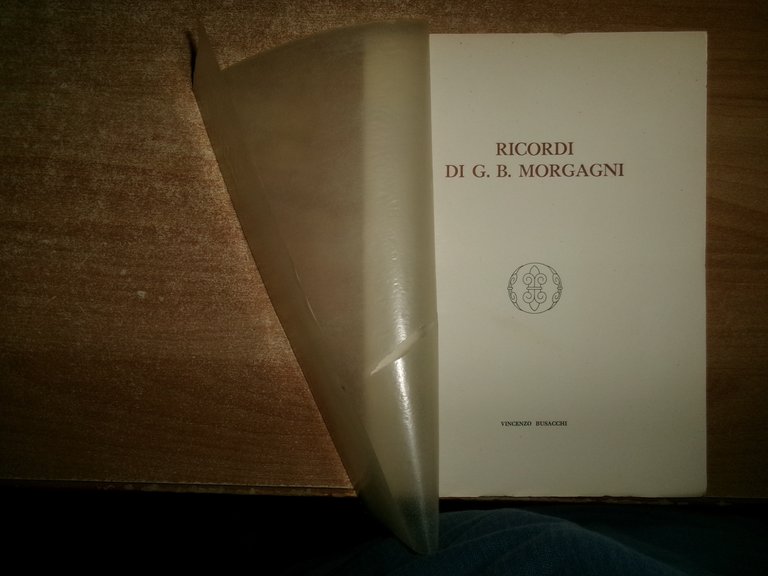 RICORDI
DI G. B. MORGAGNI
VINCENZO BUSACCHI